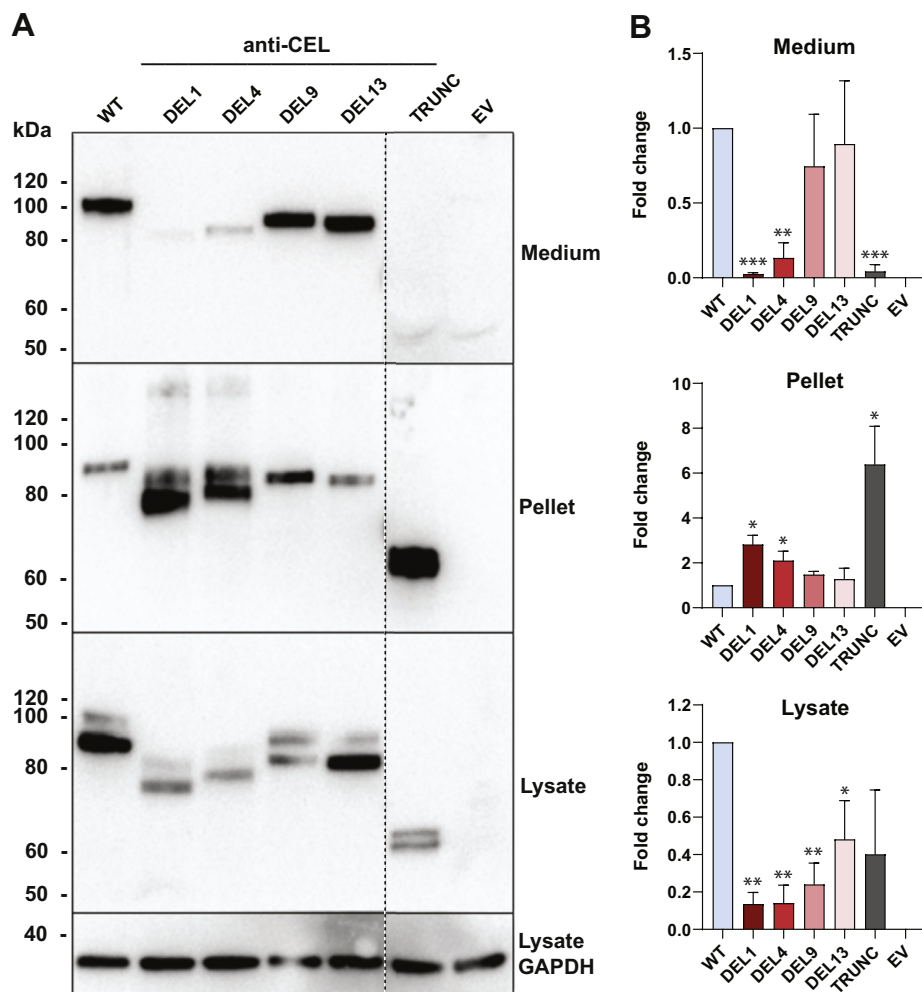 A
anti-CEL
WT DEL1 DEL4 DEL9 DEL13 TRUNC EV
kDa
120 -
100 -
80 -
60 -
50 -
Medium
120 -
100 -
80 -
60 -
50 -
Pellet
120 -
100 -
80 -
60 -
50 -
Lysate
40 -
Lysate
GAPDH
B
Medium
Fold change
1.5
1.0
0.5
0.0
*** ** ***
WT DEL1 DEL4 DEL9 DEL13 TRUNC EV
Pellet
Fold change
10
8
6
4
2
0
* * *
WT DEL1 DEL4 DEL9 DEL13 TRUNC EV
Lysate
Fold change
1.2
1.0
0.8
0.6
0.4
0.2
0.0
** ** ** *
WT DEL1 DEL4 DEL9 DEL13 TRUNC EV